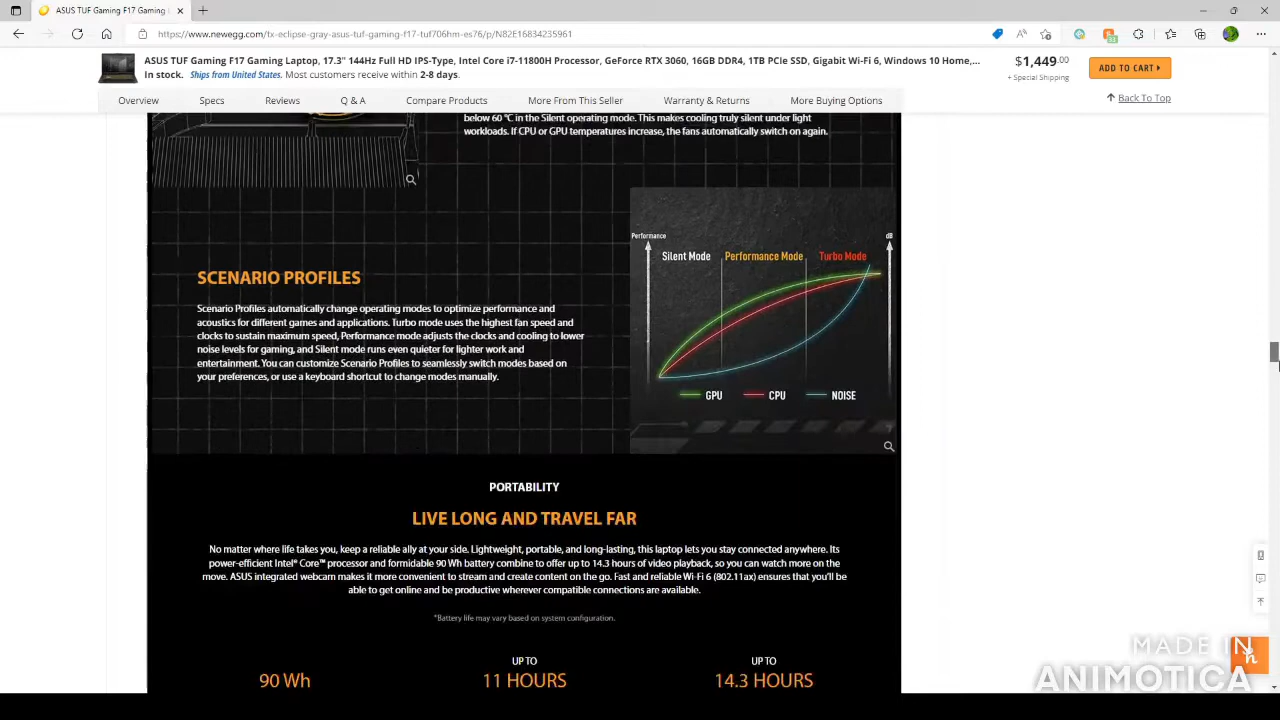 ASUS TUF Gaming F17 Gaming
https://www.newegg.com/tx-eclipse-gray-asus-tuf-gaming-f17-tuf706hm-es76/p/N82E16834235961
ASUS TUF Gaming F17 Gaming Laptop, 17.3" 144Hz Full HD IPS-Type, Intel Core i7-11800H Processor, GeForce RTX 3060, 16GB DDR4, 1TB PCIe SSD, Gigabit Wi-Fi 6, Windows 10 Home,...
In stock. Ships from United States. Most customers receive within 2-8 days.
$1,449.00
+ Special Shipping
ADD TO CART
Overview Specs Reviews Q & A Compare Products More From This Seller Warranty & Returns More Buying Options
Back To Top
below 60 °C in the Silent operating mode. This makes cooling truly silent under light
workloads. If CPU or GPU temperatures increase, the fans automatically switch on again.
SCENARIO PROFILES
Scenario Profiles automatically change operating modes to optimize performance and
acoustics for different games and applications. Turbo mode uses the highest fan speed and
clocks to sustain maximum speed, Performance mode adjusts the clocks and cooling to lower
noise levels for gaming, and Silent mode runs even quieter for lighter work and
entertainment. You can customize Scenario Profiles to seamlessly switch modes based on
your preferences, or use a keyboard shortcut to change modes manually.
Performance
dB
Silent Mode Performance Mode Turbo Mode
GPU CPU NOISE
PORTABILITY
LIVE LONG AND TRAVEL FAR
No matter where life takes you, keep a reliable ally at your side. Lightweight, portable, and long-lasting, this laptop lets you stay connected anywhere. Its
power-efficient Intel® Core™ processor and formidable 90 Wh battery combine to offer up to 14.3 hours of video playback, so you can watch more on the
move. ASUS integrated webcam makes it more convenient to stream and create content on the go. Fast and reliable Wi-Fi 6 (802.11ax) ensures that you'll be
able to get online and be productive wherever compatible connections are available.
*Battery life may vary based on system configuration.
UP TO UP TO
90 Wh 11 HOURS 14.3 HOURS
MADE IN
ANIMOTICA